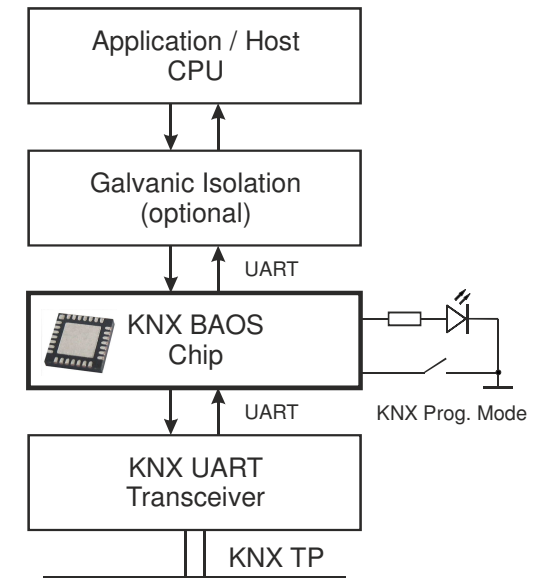 Application / Host
CPU
Galvanic Isolation
(optional)
UART
KNX BAOS
Chip
KNX Prog. Mode
UART
KNX UART
Transceiver
KNX TP